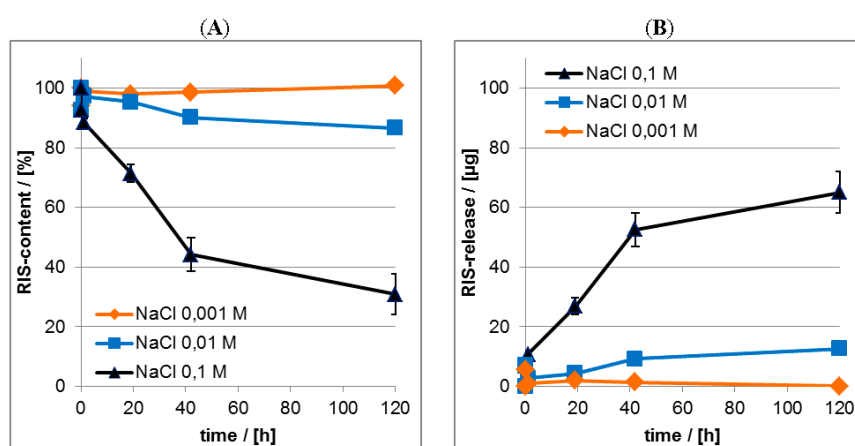 (A)
RIS-content / [%]
100
80
60
40
20
0
NaCl 0,001 M
NaCl 0,01 M
NaCl 0,1 M
0 20 40 60 80 100 120
time / [h]
(B)
RIS-release / [µg]
100
80
60
40
20
0
NaCl 0,1 M
NaCl 0,01 M
NaCl 0,001 M
0 20 40 60 80 100 120
time / [h]